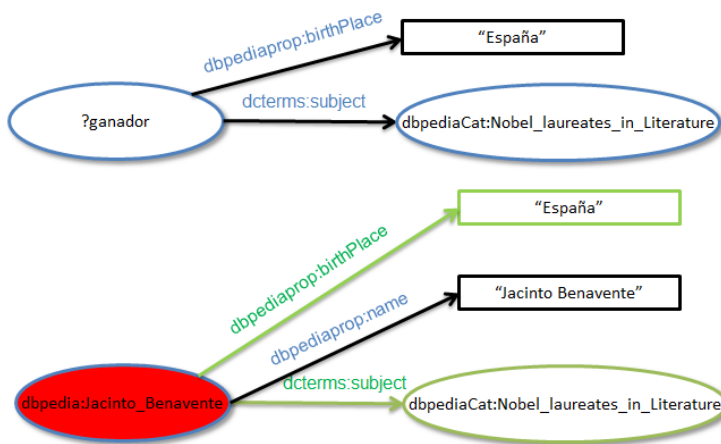 dbpediaprop:birthPlace
“España”
?ganador
dcterms:subject
dbpediaCat:Nobel_laureates_in_Literature
dbpediaprop:birthPlace
“España”
dbpediaprop:name
“Jacinto Benavente”
dbpedia:Jacinto_Benavente
dcterms:subject
dbpediaCat:Nobel_laureates_in_Literature